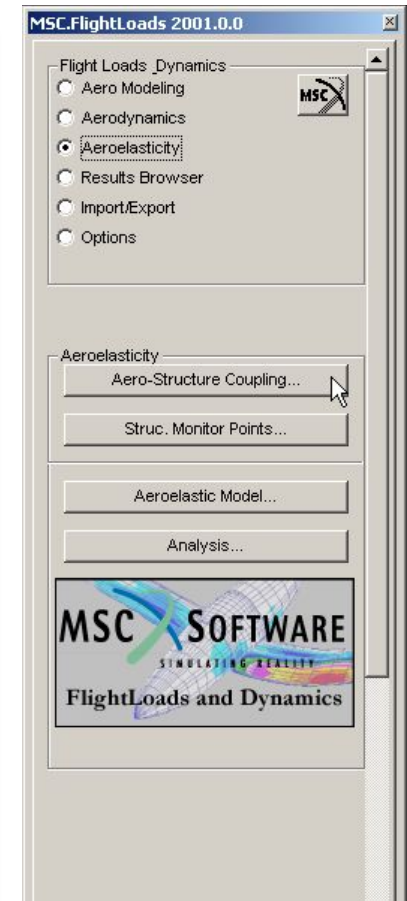 MSC.FlightLoads 2001.0.0
Flight Loads _Dynamics
Aero Modeling
MSC
Aerodynamics
Aeroelasticity
Results Browser
Import/Export
Options
Aeroelasticity
Aero-Structure Coupling...
Struc. Monitor Points...
Aeroelastic Model...
Analysis...
MSC SOFTWARE
SIMULATING REALITY
FlightLoads and Dynamics